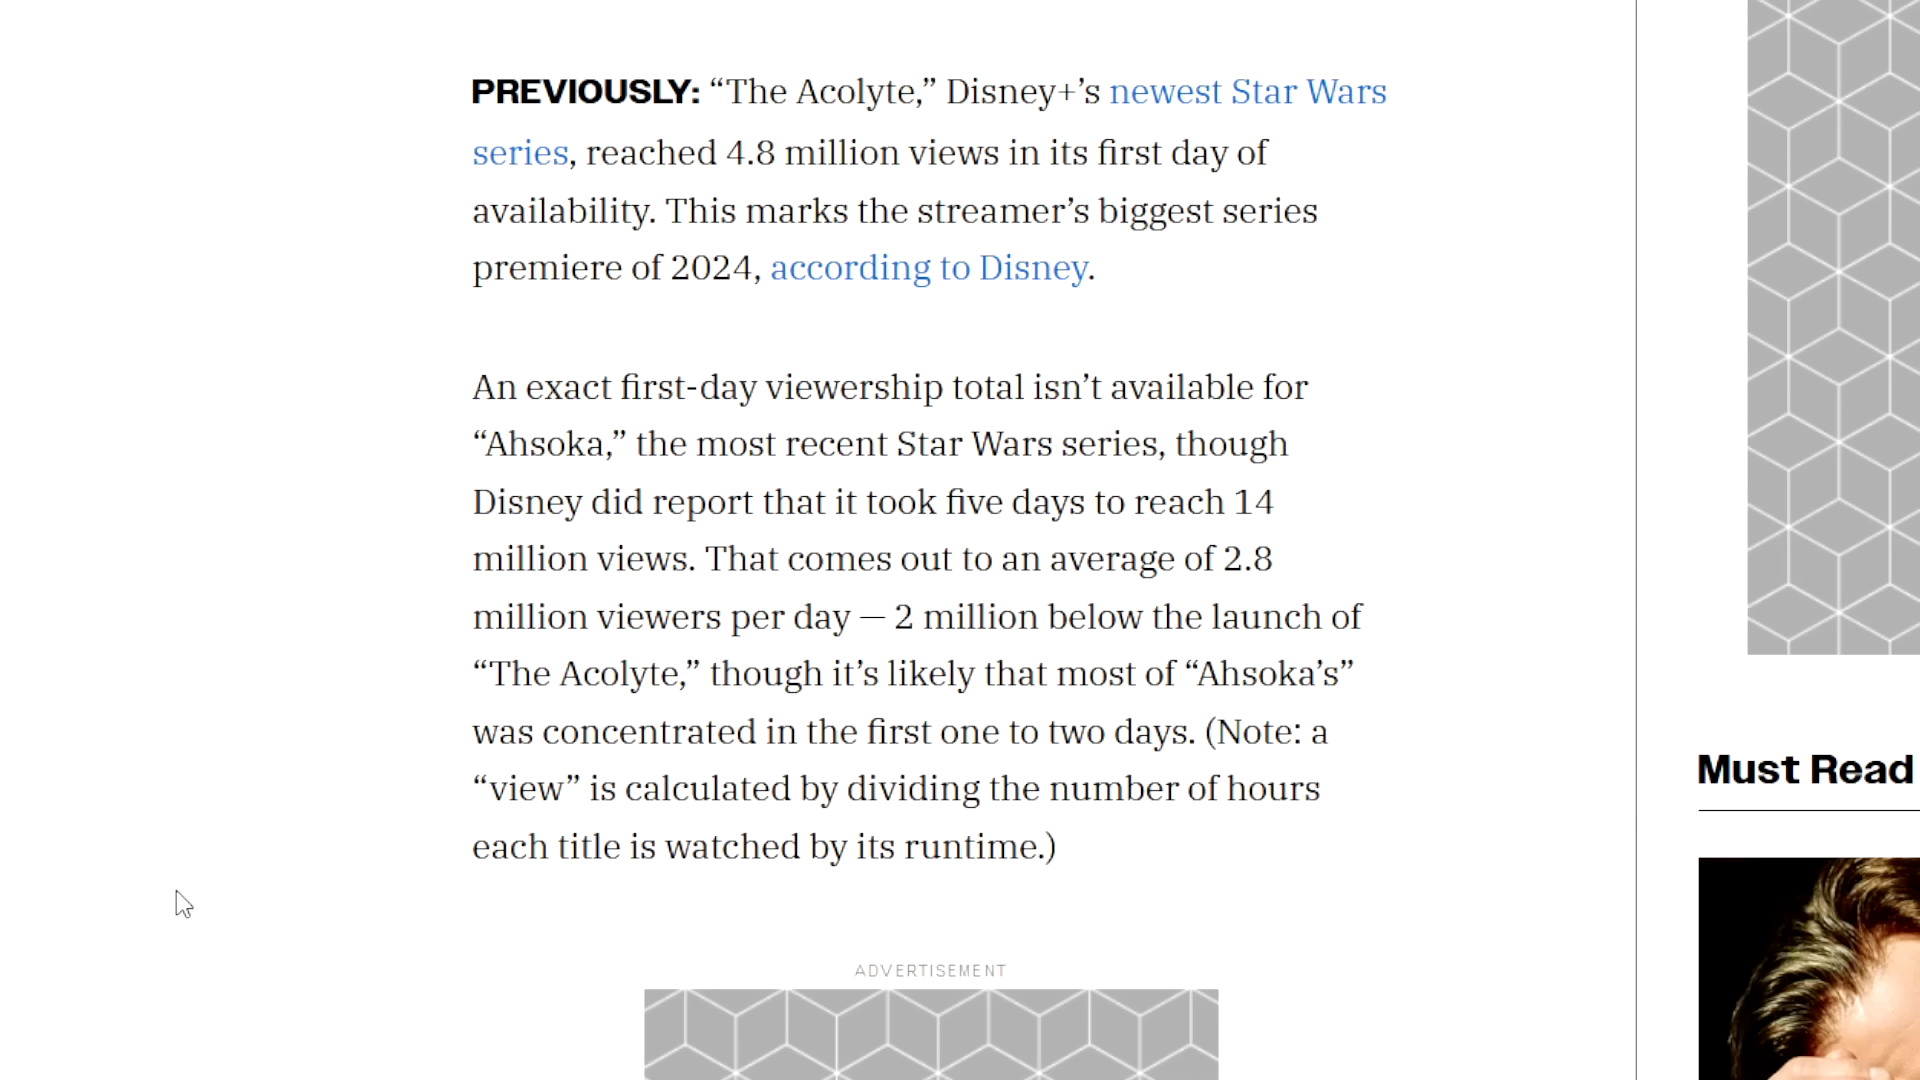 PREVIOUSLY: “The Acolyte,” Disney+’s newest Star Wars
series, reached 4.8 million views in its first day of
availability. This marks the streamer’s biggest series
premiere of 2024, according to Disney.
An exact first-day viewership total isn’t available for
“Ahsoka,” the most recent Star Wars series, though
Disney did report that it took five days to reach 14
million views. That comes out to an average of 2.8
million viewers per day — 2 million below the launch of
“The Acolyte,” though it’s likely that most of “Ahsoka’s”
was concentrated in the first one to two days. (Note: a
“view” is calculated by dividing the number of hours
each title is watched by its runtime.)
ADVERTISEMENT
Must Read